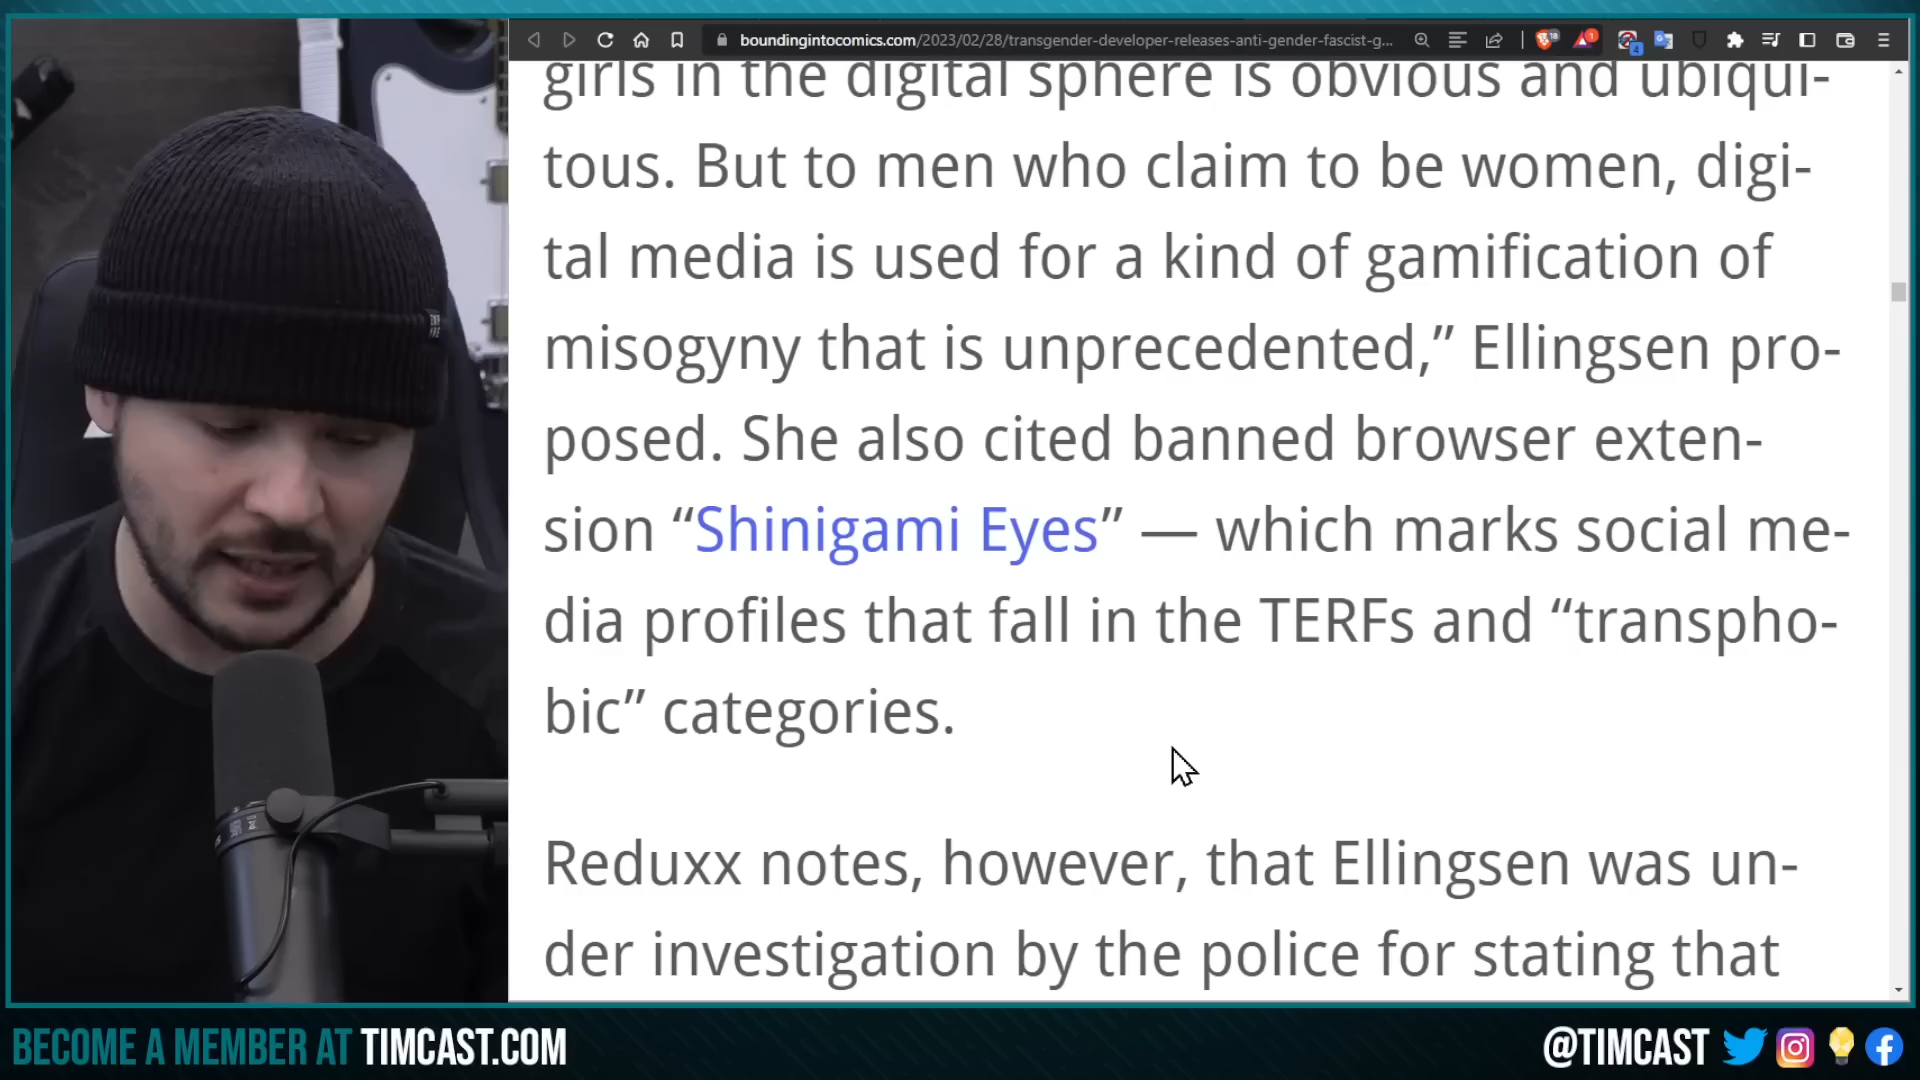 boundingintocomics.com/2023/02/28/transgender-developer-releases-anti-gender-fascist-g...
girls in the digital sphere is obvious and ubiqui-
tous. But to men who claim to be women, digi-
tal media is used for a kind of gamification of
misogyny that is unprecedented,” Ellingsen pro-
posed. She also cited banned browser exten-
sion “Shinigami Eyes” — which marks social me-
dia profiles that fall in the TERFs and “transpho-
bic” categories.
Reduxx notes, however, that Ellingsen was un-
der investigation by the police for stating that
BECOME A MEMBER AT TIMCAST.COM
@TIMCAST